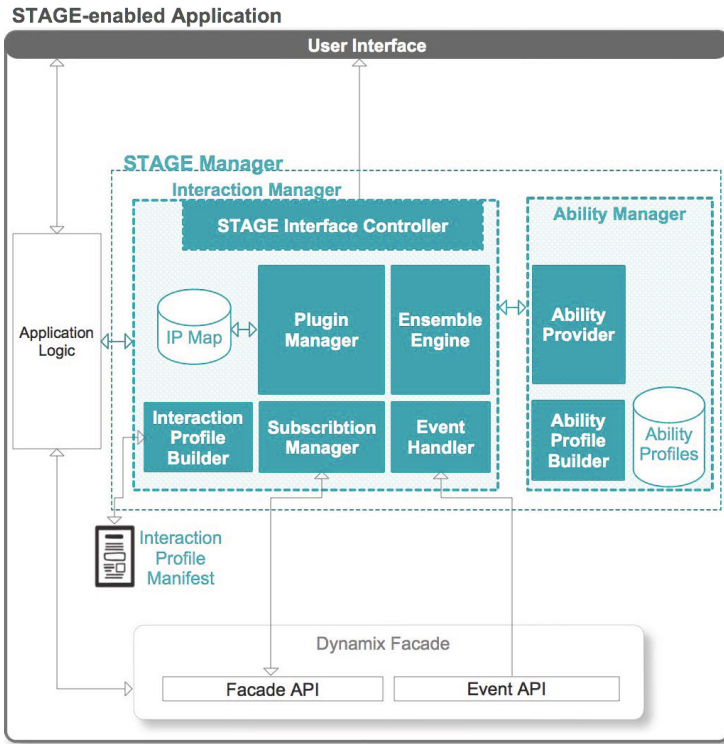 STAGE-enabled Application
User Interface
STAGE Manager
Interaction Manager
STAGE Interface Controller
Ability Manager
Application
Logic
IP Map
Plugin
Manager
Ensemble
Engine
Ability
Provider
Interaction
Profile
Builder
Subscribtion
Manager
Event
Handler
Ability
Profile
Builder
Ability
Profiles
Interaction
Profile
Manifest
Dynamix Facade
Facade API
Event API